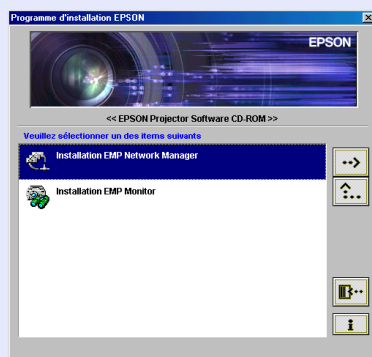 Programme d'installation EPSON
EPSON
<< EPSON Projector Software CD-ROM >>
Veuillez sélectionner un des items suivants
Installation EMP Network Manager
Installation EMP Monitor